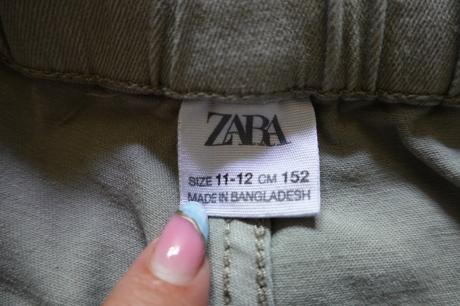 ZARA
SIZE 11-12 CM 152
MADE IN BANGLADESH